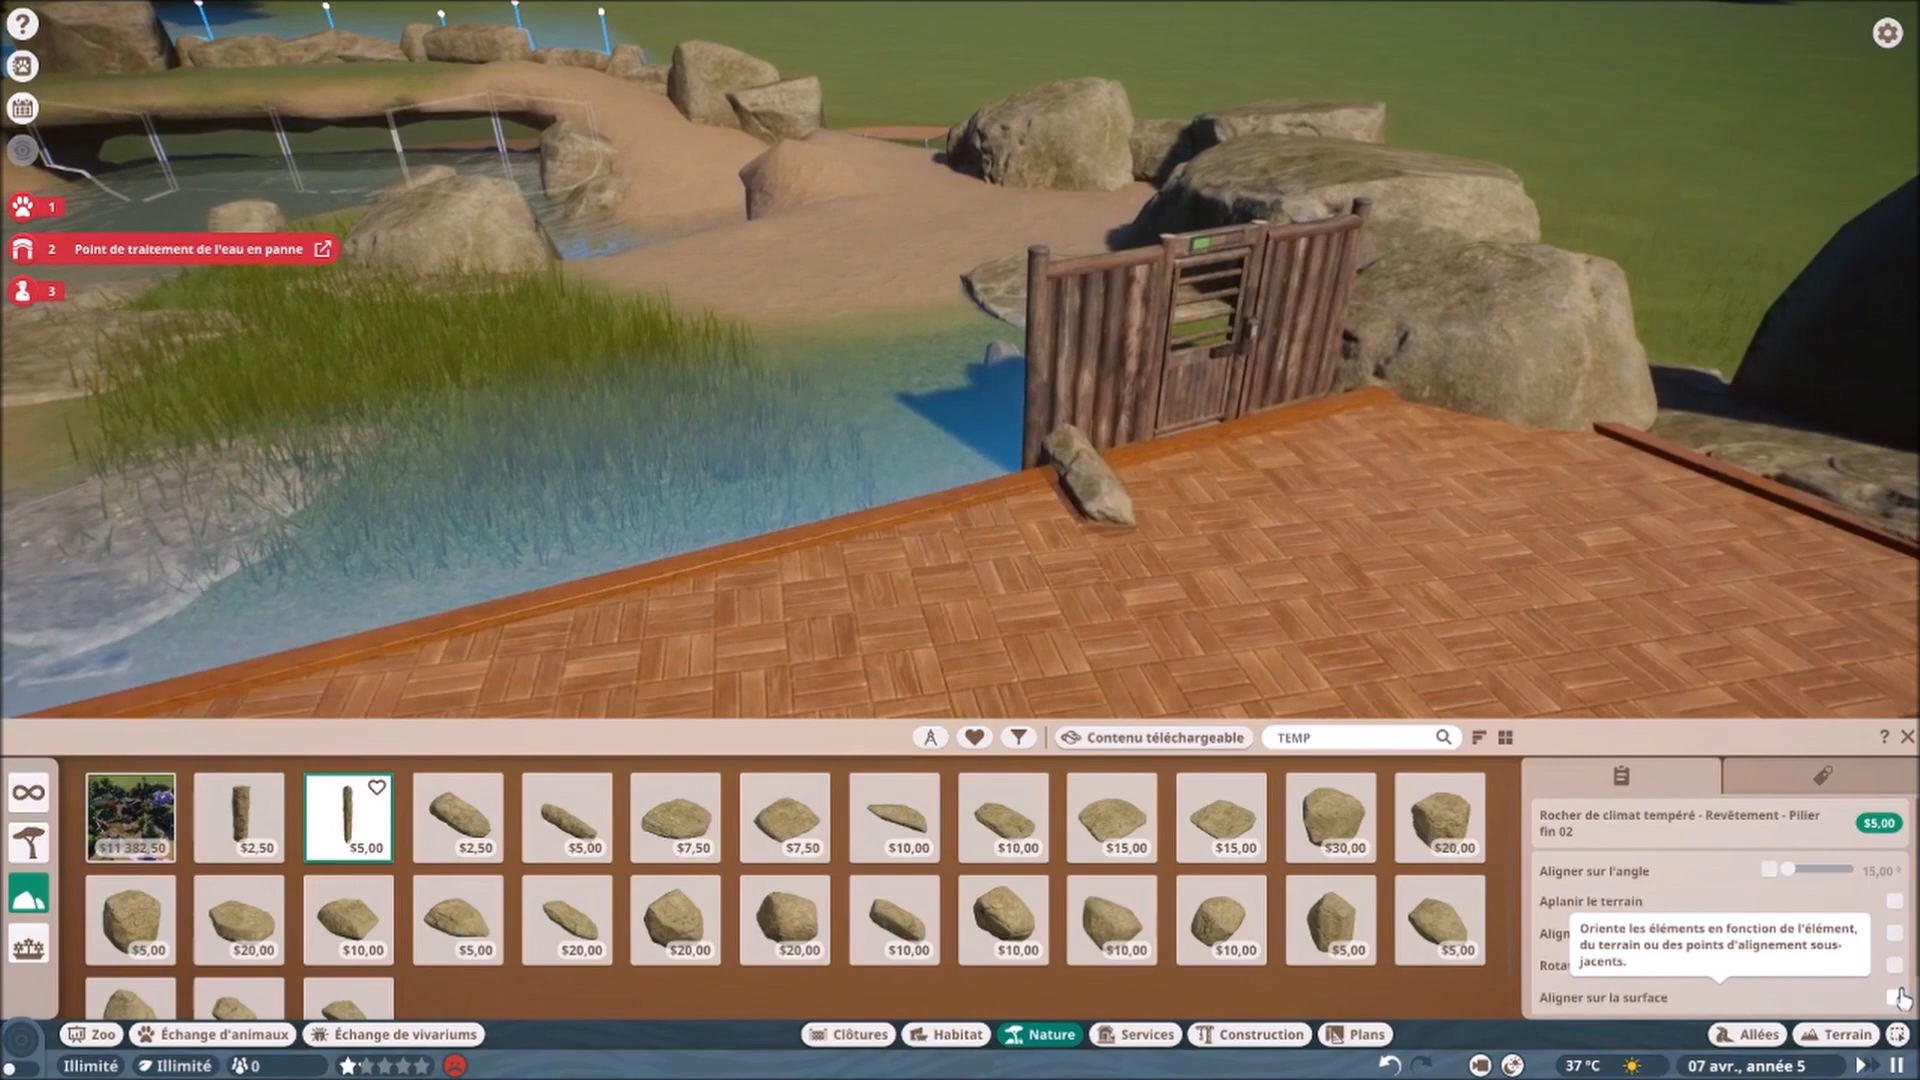 1
2 Point de traitement de l'eau en panne
3
Contenu téléchargeable
TEMP
?
$11 382,50
$2,50
$5,00
$2,50
$5,00
$7,50
$7,50
$10,00
$10,00
$15,00
$15,00
$30,00
$20,00
$5,00
$20,00
$10,00
$5,00
$20,00
$20,00
$20,00
$10,00
$10,00
$10,00
$10,00
$5,00
$5,00
Rocher de climat tempéré - Revêtement - Pilier
fin 02
$5,00
Aligner sur l'angle
15,00 °
Aplanir le terrain
Align
Oriente les éléments en fonction de l'élément,
du terrain ou des points d'alignement sous-
jacents.
Rota
Aligner sur la surface
Zoo
Échange d'animaux
Échange de vivariums
Clôtures
Habitat
Nature
Services
Construction
Plans
Allées
Terrain
Illimité
Illimité
0
37 °C
07 avr., année 5